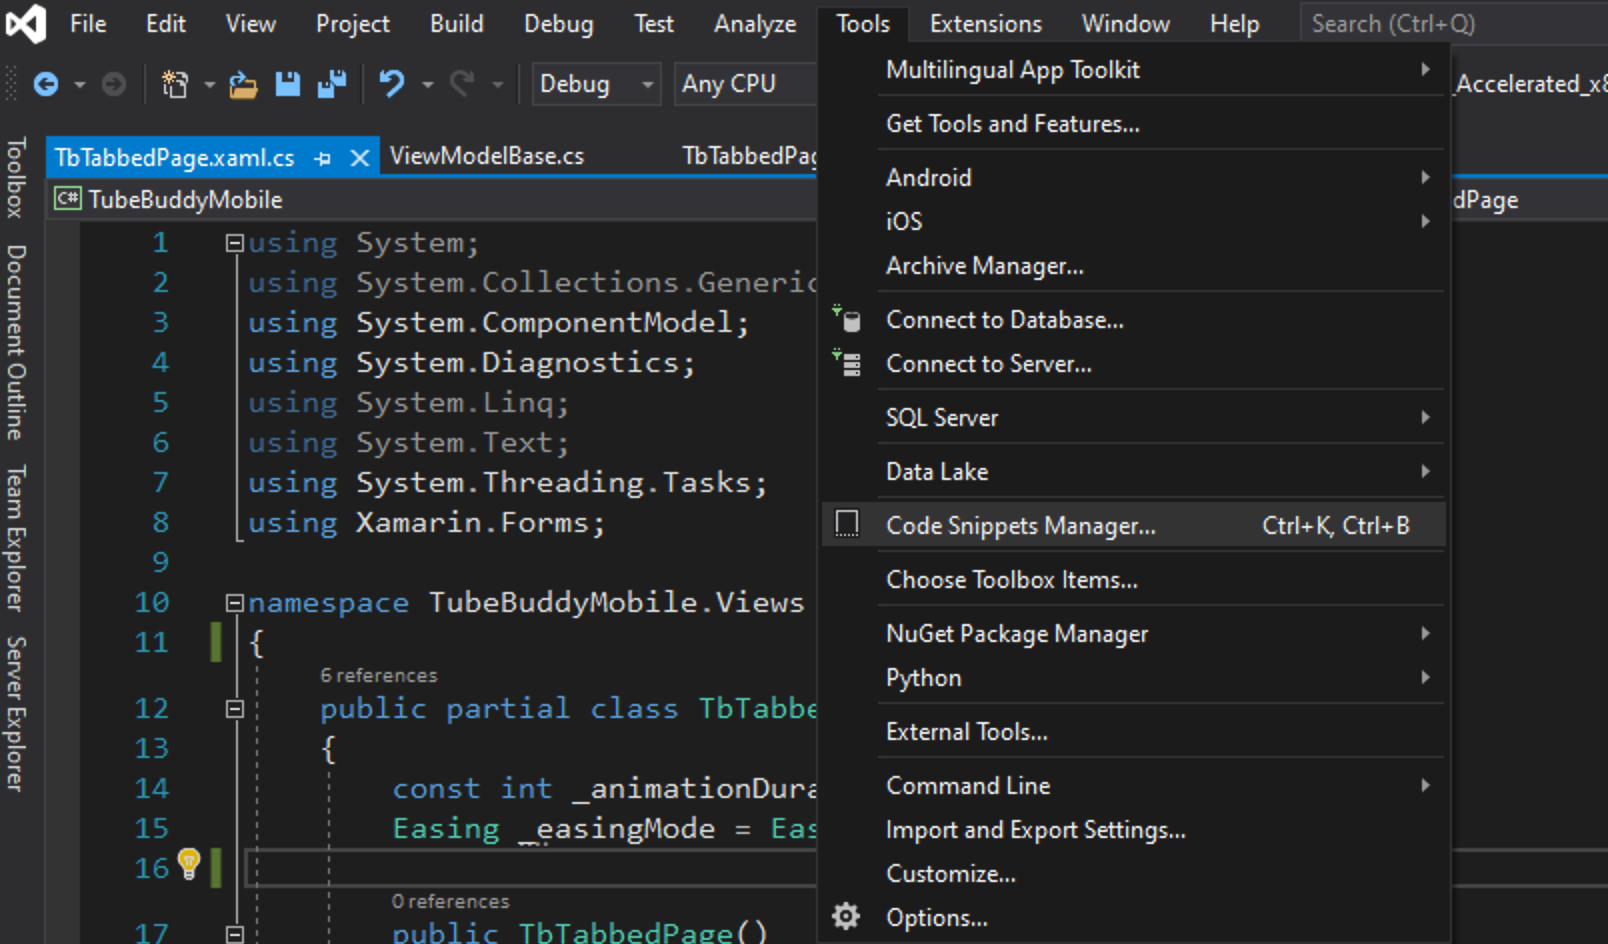 File Edit View Project Build Debug Test Analyze Tools Extensions Window Help Search (Ctrl+Q)
Debug Any CPU _Accelerated_x8
TbTabbedPage.xaml.cs ViewModelBase.cs
C# TubeBuddyMobile dPage
Toolbox
Document Outline
Team Explorer
Server Explorer
1 using System;
2 using System.Collections.Generic
3 using System.ComponentModel;
4 using System.Diagnostics;
5 using System.Linq;
6 using System.Text;
7 using System.Threading.Tasks;
8 using Xamarin.Forms;
9
10 namespace TubeBuddyMobile.Views
11 {
6 references
12 public partial class TbTabbe
13 {
14 const int _animationDura
15 Easing _easingMode = Eas
16
0 references
17 public TbTabbedPage()
Multilingual App Toolkit
Get Tools and Features...
Android
iOS
Archive Manager...
Connect to Database...
Connect to Server...
SQL Server
Data Lake
Code Snippets Manager... Ctrl+K, Ctrl+B
Choose Toolbox Items...
NuGet Package Manager
Python
External Tools...
Command Line
Import and Export Settings...
Customize...
Options...